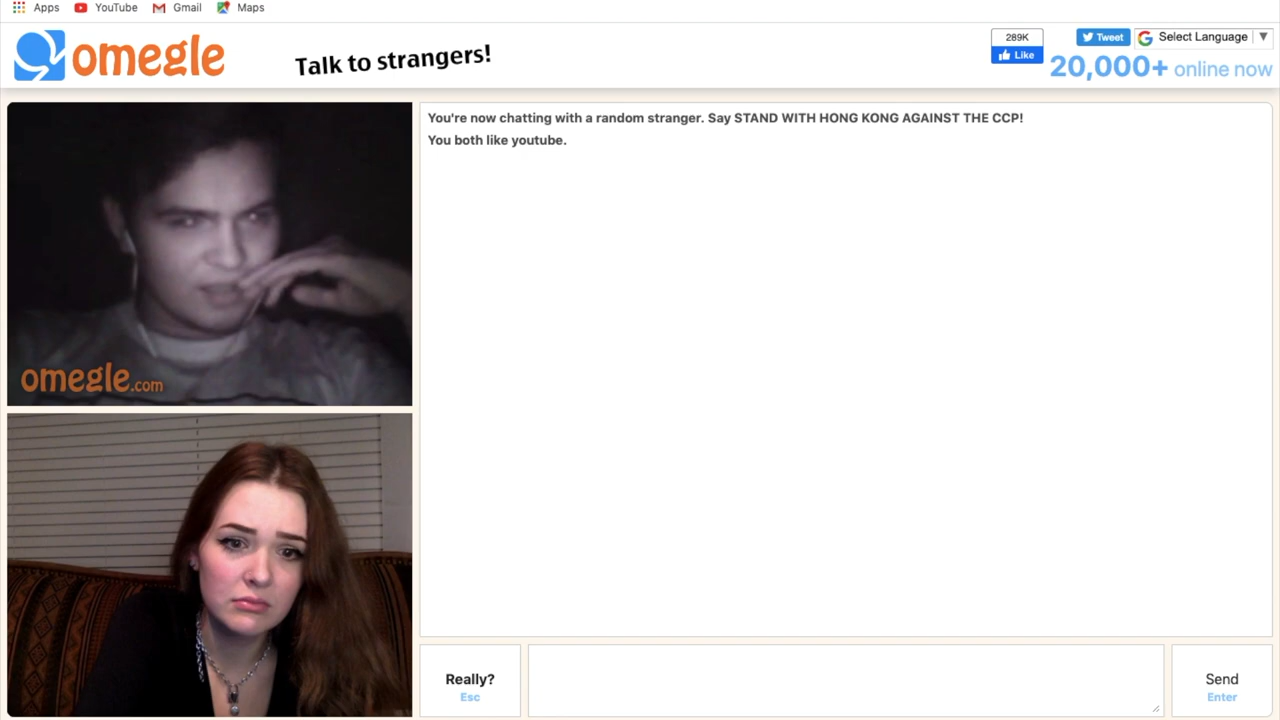 Apps YouTube Gmail Maps
omegle Talk to strangers!
289K
Like
Tweet
Select Language ▼
20,000+ online now
You're now chatting with a random stranger. Say STAND WITH HONG KONG AGAINST THE CCP!
You both like youtube.
omegle.com
Really?
Esc
Send
Enter